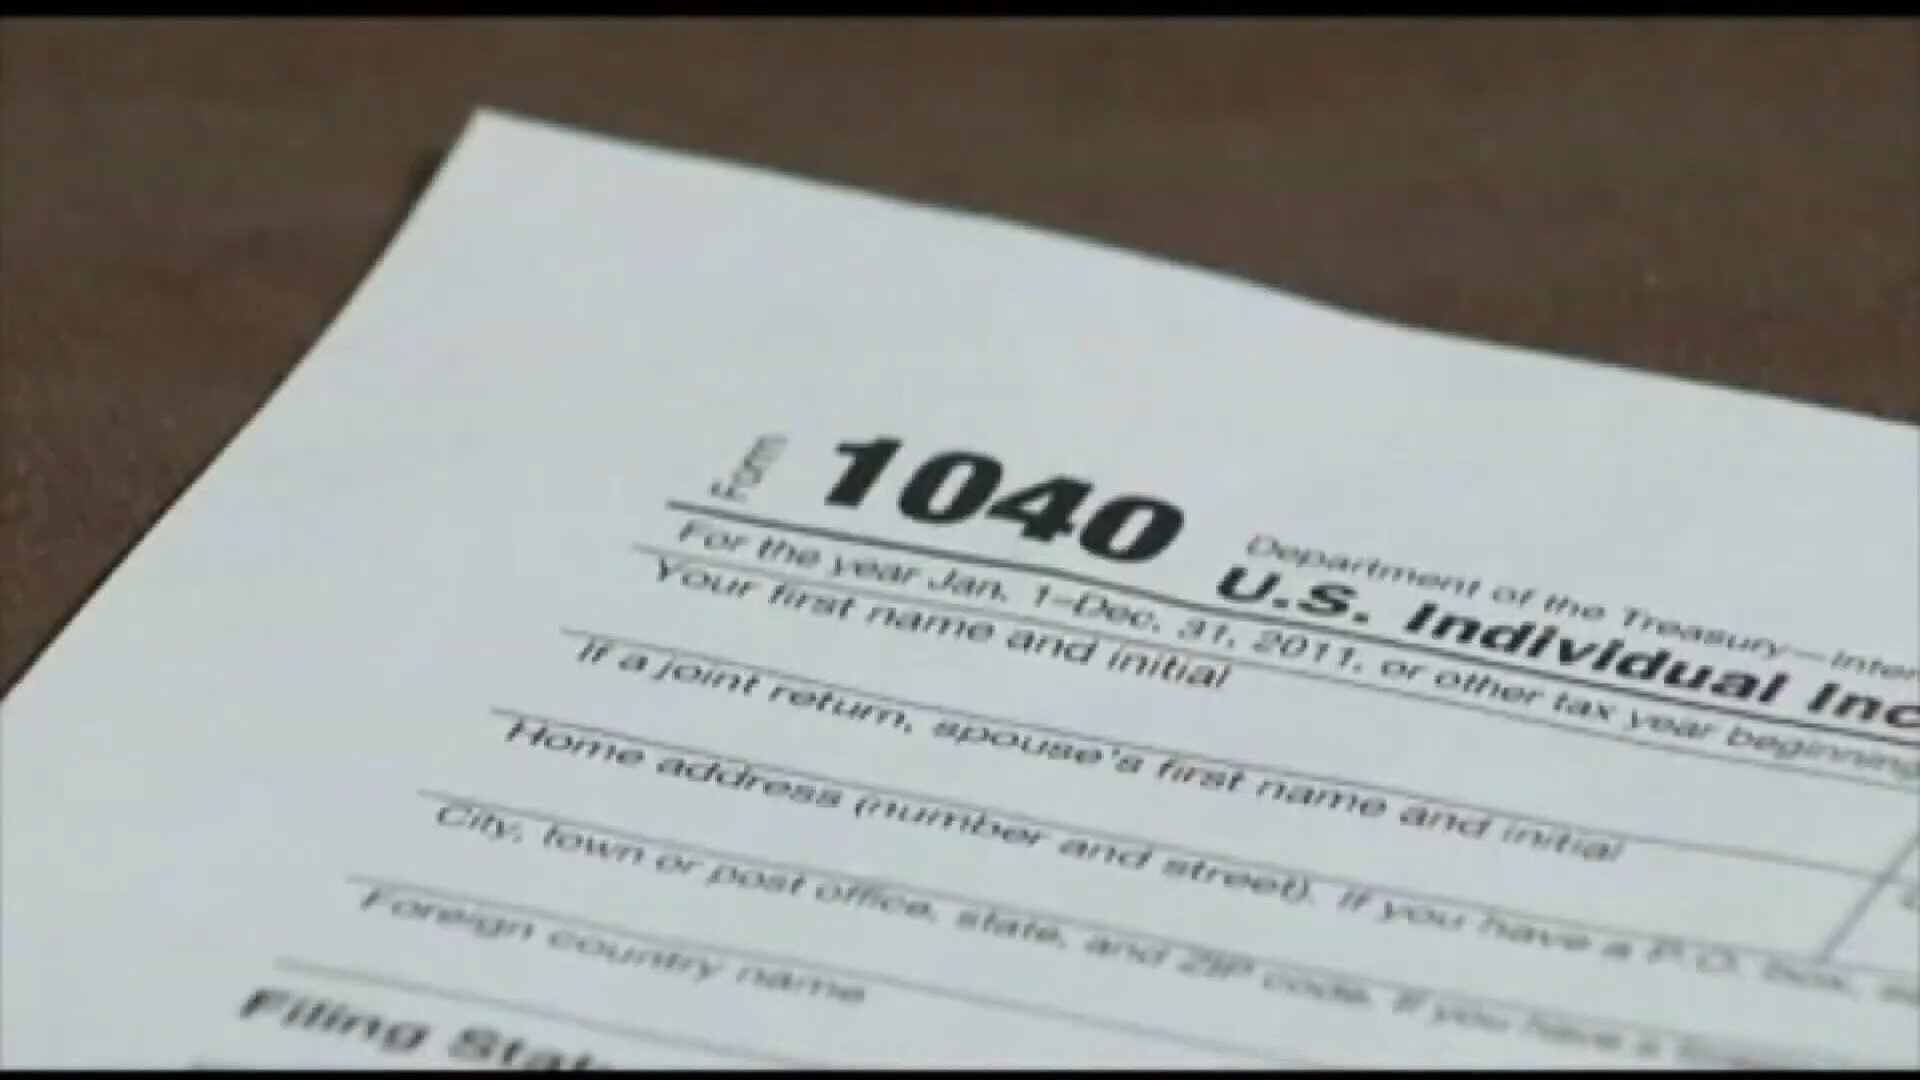 Form 1040
Department of the Treasury—Inter
U.S. Individual Inc
For the year Jan. 1–Dec. 31, 2011, or other tax year beginning
Your first name and initial
If a joint return, spouse's first name and initial
Home address (number and street). If you have a P.O. box,
City, town or post office, state, and ZIP code. If you have a
Foreign country name
Filing Stat